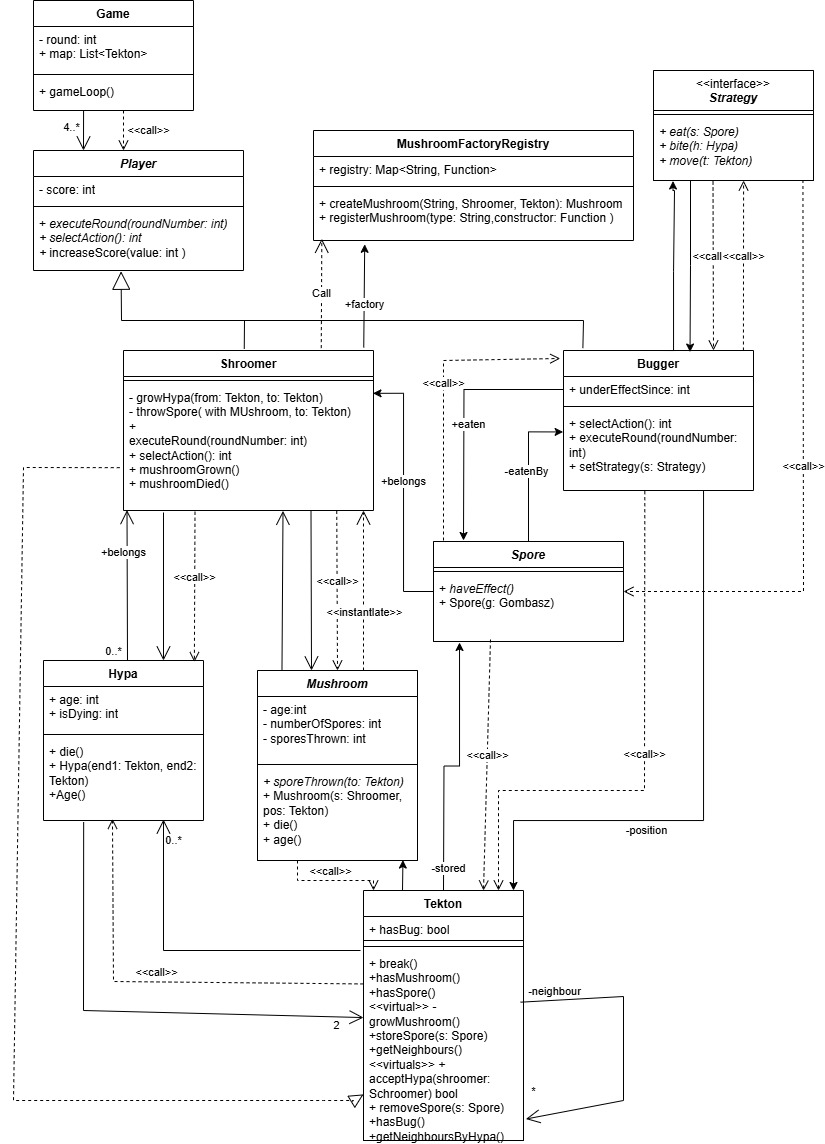 Game
- round: int
+ map: List<Tekton>
+ gameLoop()
4..*
<<call>>
Player
- score: int
+ executeRound(roundNumber: int)
+ selectAction(): int
+ increaseScore(value: int )
MushroomFactoryRegistry
+ registry: Map<String, Function>
+ createMushroom(String, Shroomer, Tekton): Mushroom
+ registerMushroom(type: String,constructor: Function )
<<interface>>
Strategy
+ eat(s: Spore)
+ bite(h: Hypa)
+ move(t: Tekton)
<<call
<<call>>
Call
+factory
Shroomer
- growHypa(from: Tekton, to: Tekton)
- throwSpore( with MUshroom, to: Tekton)
+
executeRound(roundNumber: int)
+ selectAction(): int
+ mushroomGrown()
+ mushroomDied()
Bugger
+ underEffectSince: int
+ selectAction(): int
+ executeRound(roundNumber:
int)
+ setStrategy(s: Strategy)
<<call>>
+eaten
-eatenBy
+belongs
<<call>>
Spore
+ haveEffect()
+ Spore(g: Gombasz)
+belongs
<<call>>
<<call>>
<<instantiate>>
0..*
Hypa
+ age: int
+ isDying: int
+ die()
+ Hypa(end1: Tekton, end2:
Tekton)
+Age()
Mushroom
- age:int
- numberOfSpores: int
- sporesThrown: int
+ sporeThrown(to: Tekton)
+ Mushroom(s: Shroomer,
pos: Tekton)
+ die()
+ age()
<<call>>
<<call>>
-position
0..*
<<call>>
-stored
Tekton
+ hasBug: bool
+ break()
+hasMushroom()
+hasSpore()
<<virtual>> -
growMushroom()
+storeSpore(s: Spore)
+getNeighbours()
<<virtuals>> +
acceptHypa(shroomer:
Schroomer) bool
+ removeSpore(s: Spore)
+hasBug()
+getNeighboursByHypa()
<<call>>
2
-neighbour
*